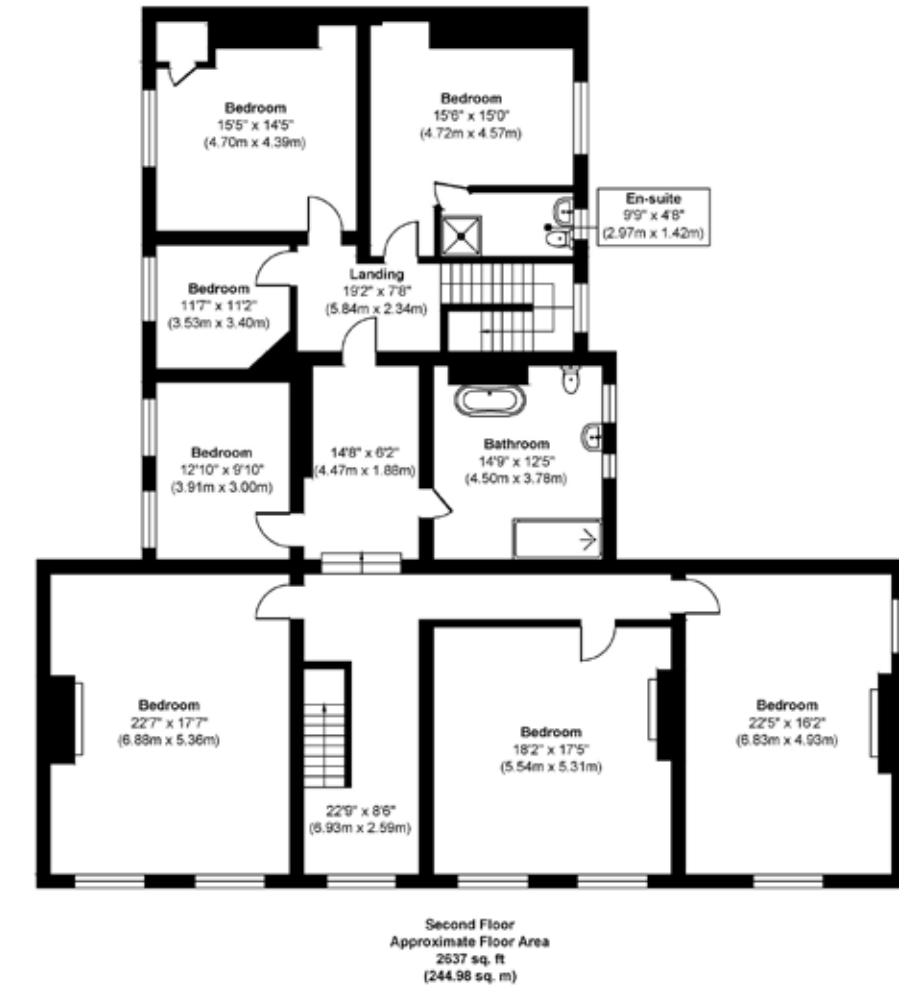 Bedroom
15'5" x 14'5"
(4.70m x 4.39m)
Bedroom
15'6" x 15'0"
(4.72m x 4.57m)
En-suite
9'9" x 4'8"
(2.97m x 1.42m)
Bedroom
11'7" x 11'2"
(3.53m x 3.40m)
Landing
19'2" x 7'8"
(5.84m x 2.34m)
Bedroom
12'10" x 9'10"
(3.91m x 3.00m)
14'8" x 6'2"
(4.47m x 1.88m)
Bathroom
14'9" x 12'5"
(4.50m x 3.78m)
Bedroom
22'7" x 17'7"
(6.88m x 5.36m)
22'9" x 8'6"
(6.93m x 2.59m)
Bedroom
18'2" x 17'5"
(5.54m x 5.31m)
Bedroom
22'5" x 16'2"
(6.83m x 4.93m)
Second Floor
Approximate Floor Area
2637 sq. ft
(244.98 sq. m)